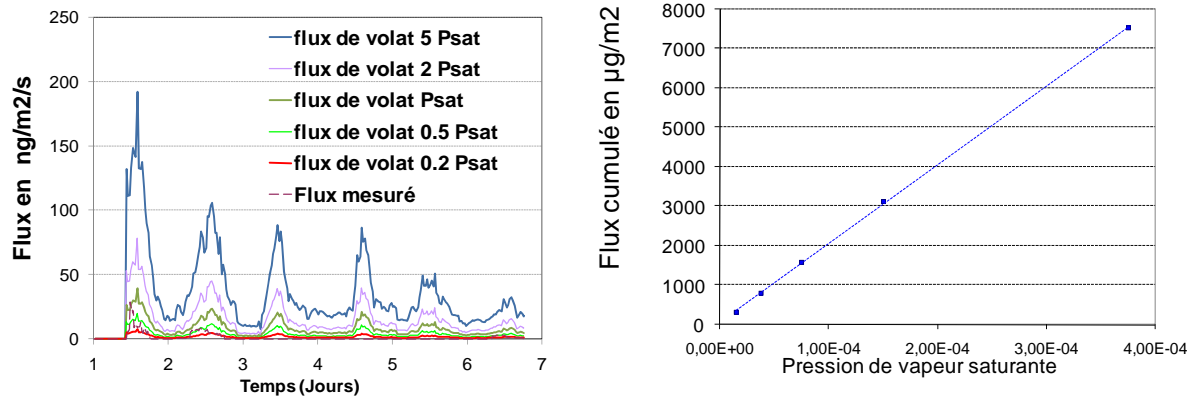 250
200
150
100
50
0
Flux en ng/m2/s
flux de volat 5 Psat
flux de volat 2 Psat
flux de volat Psat
flux de volat 0.5 Psat
flux de volat 0.2 Psat
Flux mesuré
1 2 3 4 5 6 7
Temps (Jours)
8000
7000
6000
5000
4000
3000
2000
1000
0
Flux cumulé en µg/m2
0,00E+00 1,00E-04 2,00E-04 3,00E-04 4,00E-04
Pression de vapeur saturante